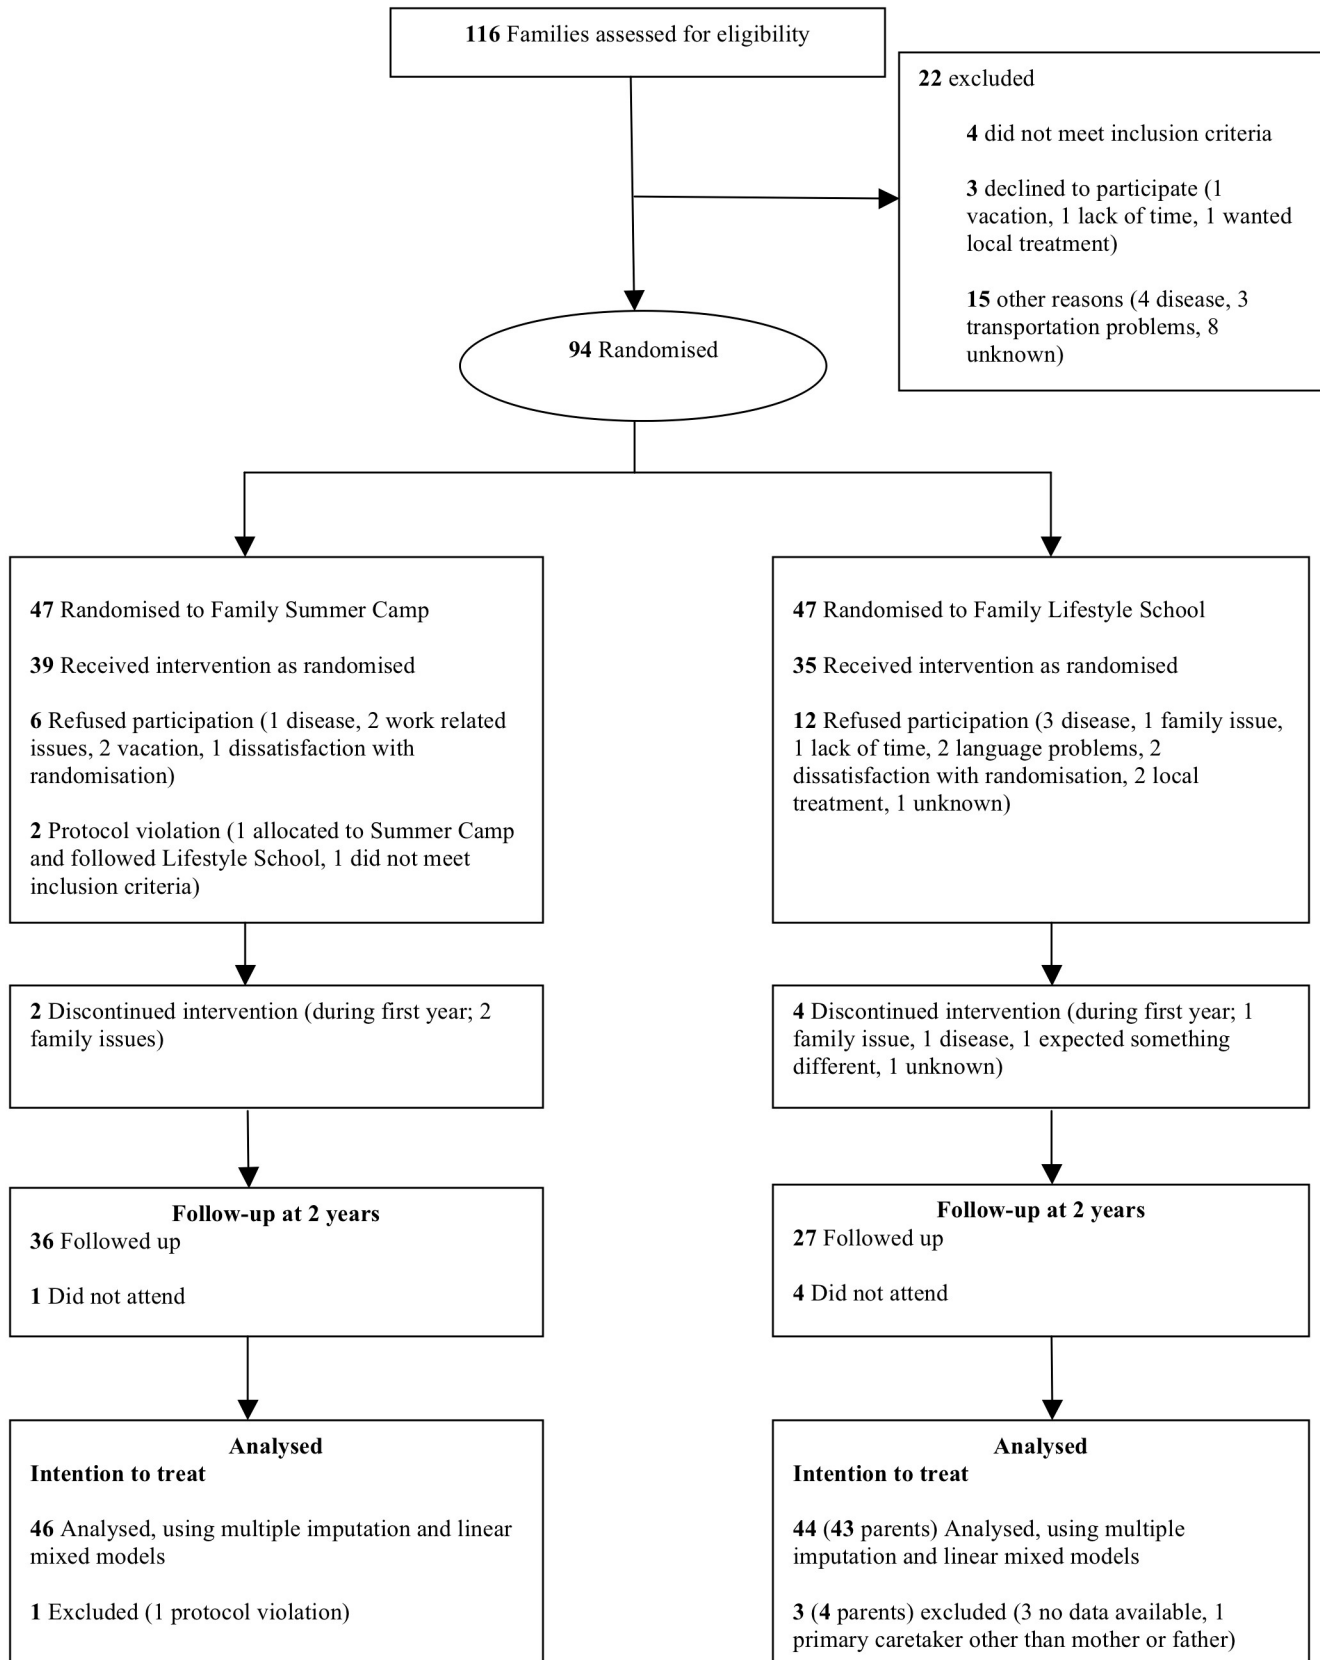 116 Families assessed for eligibility
22 excluded
4 did not meet inclusion criteria
3 declined to participate (1
vacation, 1 lack of time, 1 wanted
local treatment)
15 other reasons (4 disease, 3
transportation problems, 8
unknown)
94 Randomised
47 Randomised to Family Summer Camp
39 Received intervention as randomised
6 Refused participation (1 disease, 2 work related
issues, 2 vacation, 1 dissatisfaction with
randomisation)
2 Protocol violation (1 allocated to Summer Camp
and followed Lifestyle School, 1 did not meet
inclusion criteria)
47 Randomised to Family Lifestyle School
35 Received intervention as randomised
12 Refused participation (3 disease, 1 family issue,
1 lack of time, 2 language problems, 2
dissatisfaction with randomisation, 2 local
treatment, 1 unknown)
2 Discontinued intervention (during first year; 2
family issues)
4 Discontinued intervention (during first year; 1
family issue, 1 disease, 1 expected something
different, 1 unknown)
Follow-up at 2 years
36 Followed up
1 Did not attend
Follow-up at 2 years
27 Followed up
4 Did not attend
Analysed
Intention to treat
46 Analysed, using multiple imputation and linear
mixed models
1 Excluded (1 protocol violation)
Analysed
Intention to treat
44 (43 parents) Analysed, using multiple
imputation and linear mixed models
3 (4 parents) excluded (3 no data available, 1
primary caretaker other than mother or father)